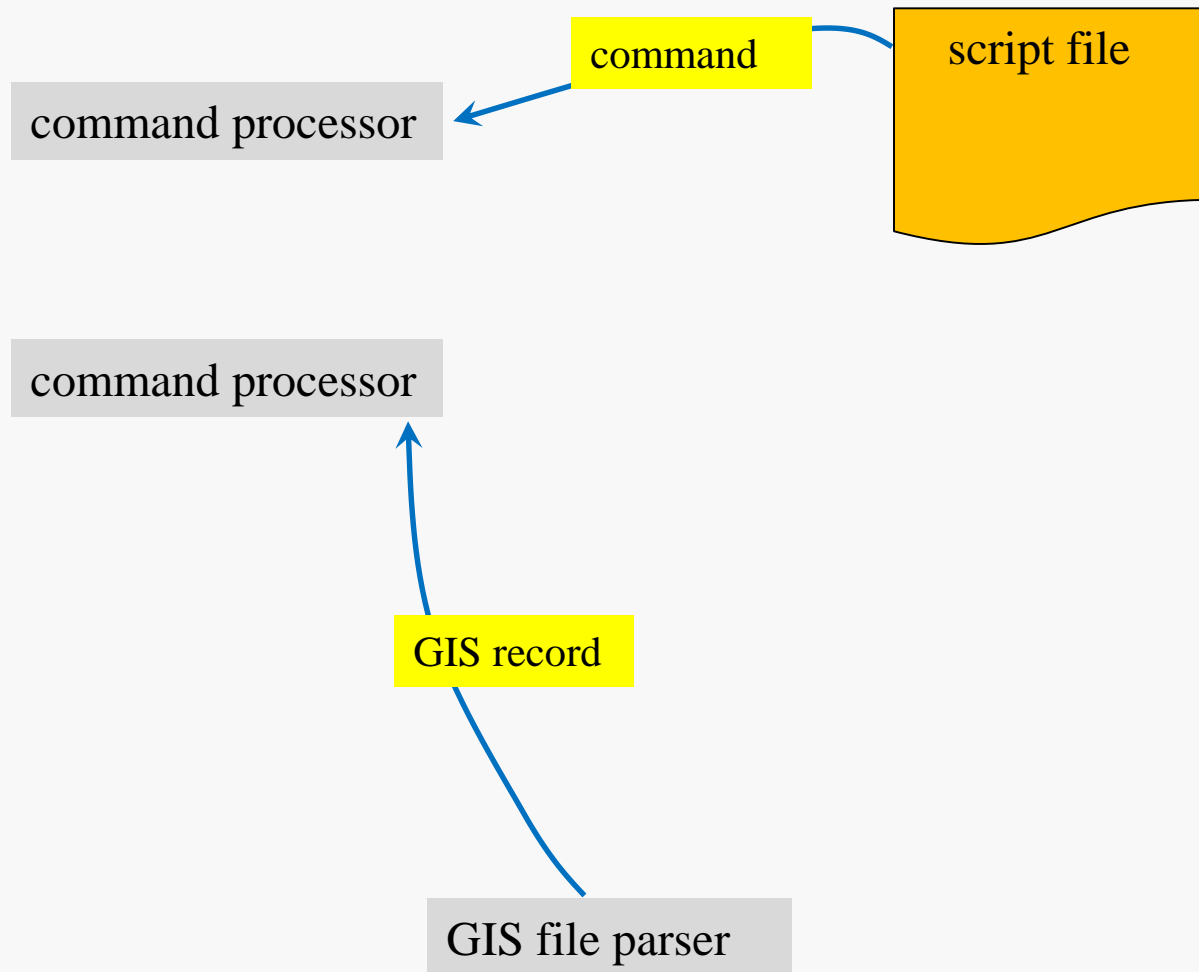 command
script file
command processor
command processor
GIS record
GIS file parser